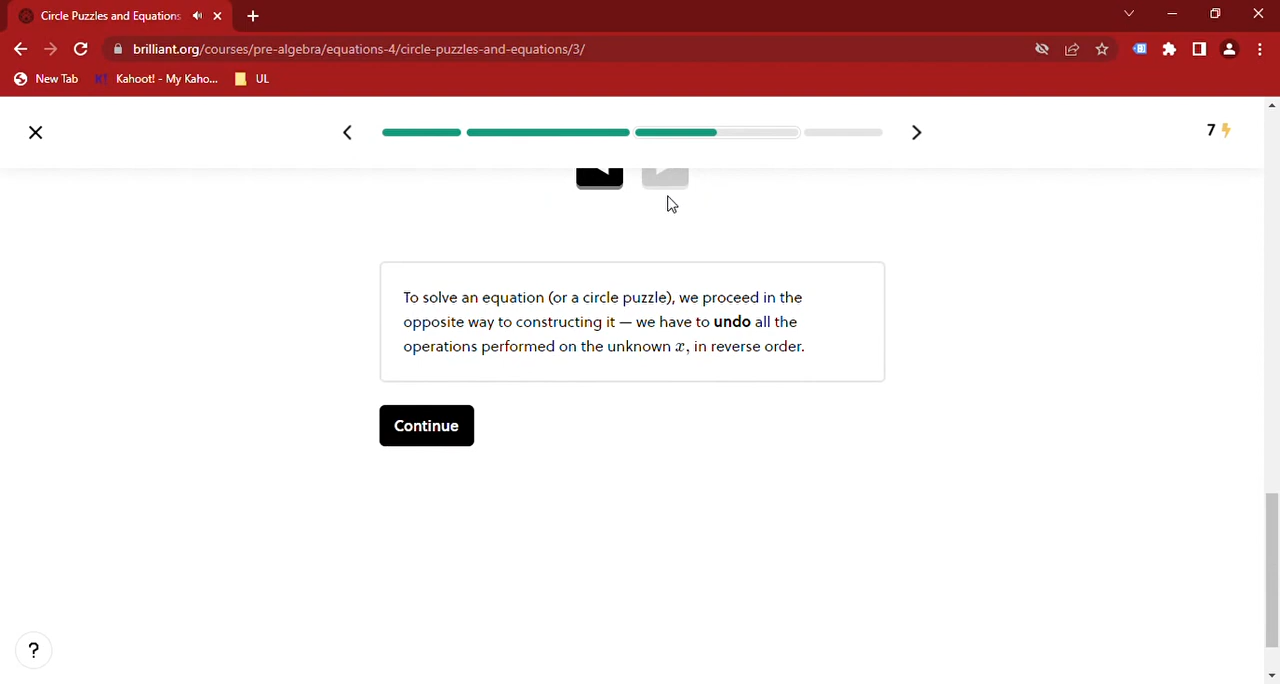 Circle Puzzles and Equations
brilliant.org/courses/pre-algebra/equations-4/circle-puzzles-and-equations/3/
New Tab
K! Kahoot! - My Kaho...
UL
7
To solve an equation (or a circle puzzle), we proceed in the
opposite way to constructing it — we have to undo all the
operations performed on the unknown x, in reverse order.
Continue
?